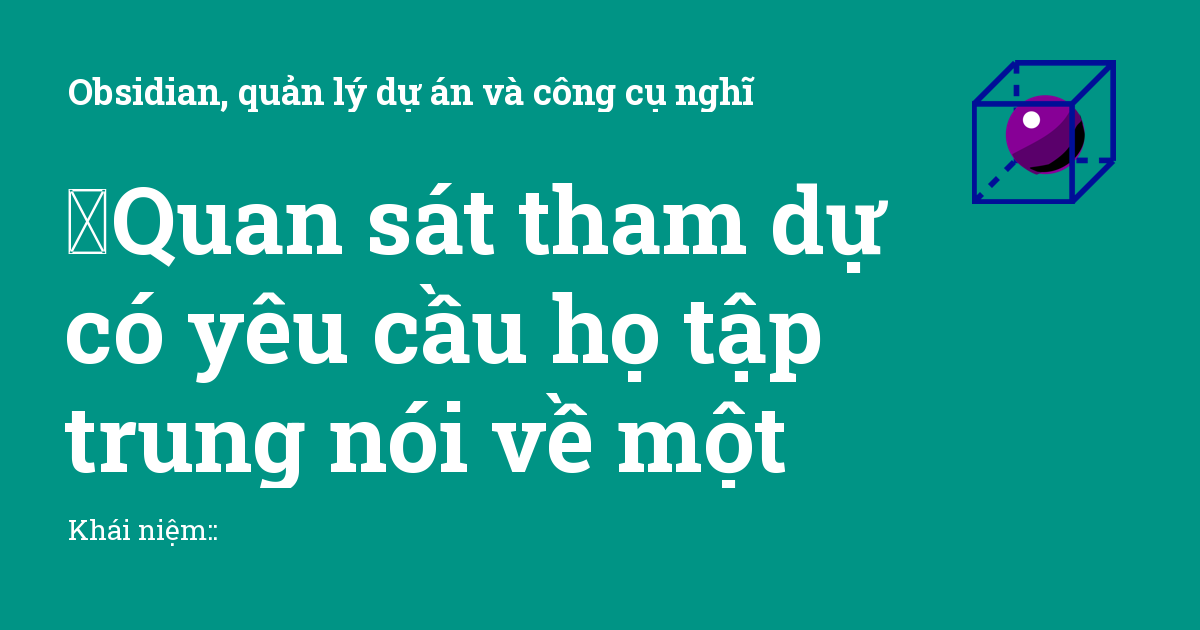 Obsidian, quản lý dự án và công cụ nghĩ
Quan sát tham dự
có yêu cầu họ tập
trung nói về một
Khái niệm::